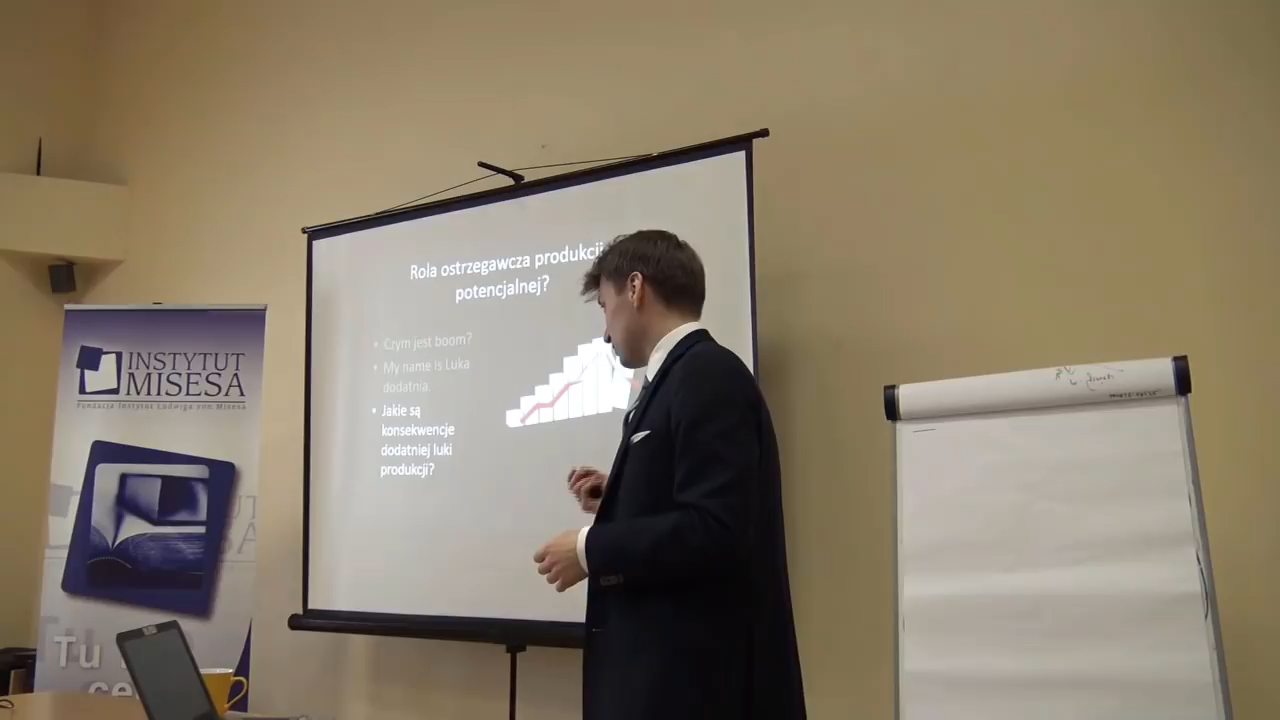 Rola ostrzegawcza produkcji
potencjalnej?
• Czym jest boom?
• My name is Luka
dodatnia.
• Jakie są
konsekwencje
dodatniej luki
produkcji?
INSTYTUT
MISESA
Fundacja Instytut Ludwiga von Misesa
Tu